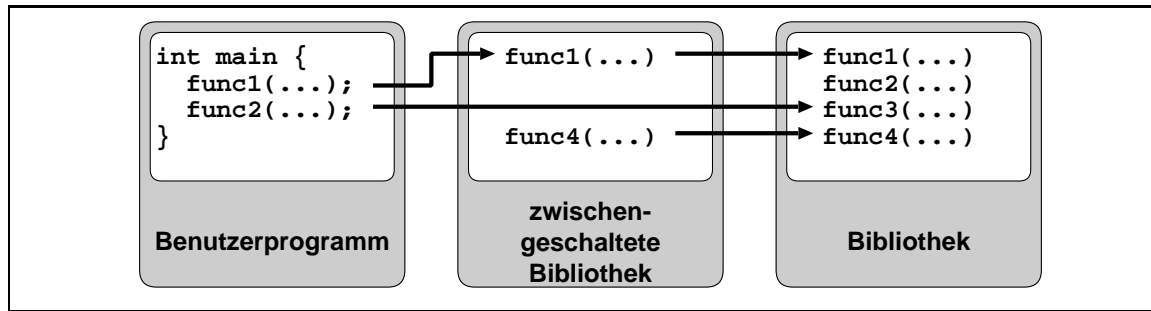 int main {
func1(...);
func2(...);
}
Benutzerprogramm
func1(...)
func4(...)
zwischen-
geschaltete
Bibliothek
func1(...)
func2(...)
func3(...)
func4(...)
Bibliothek